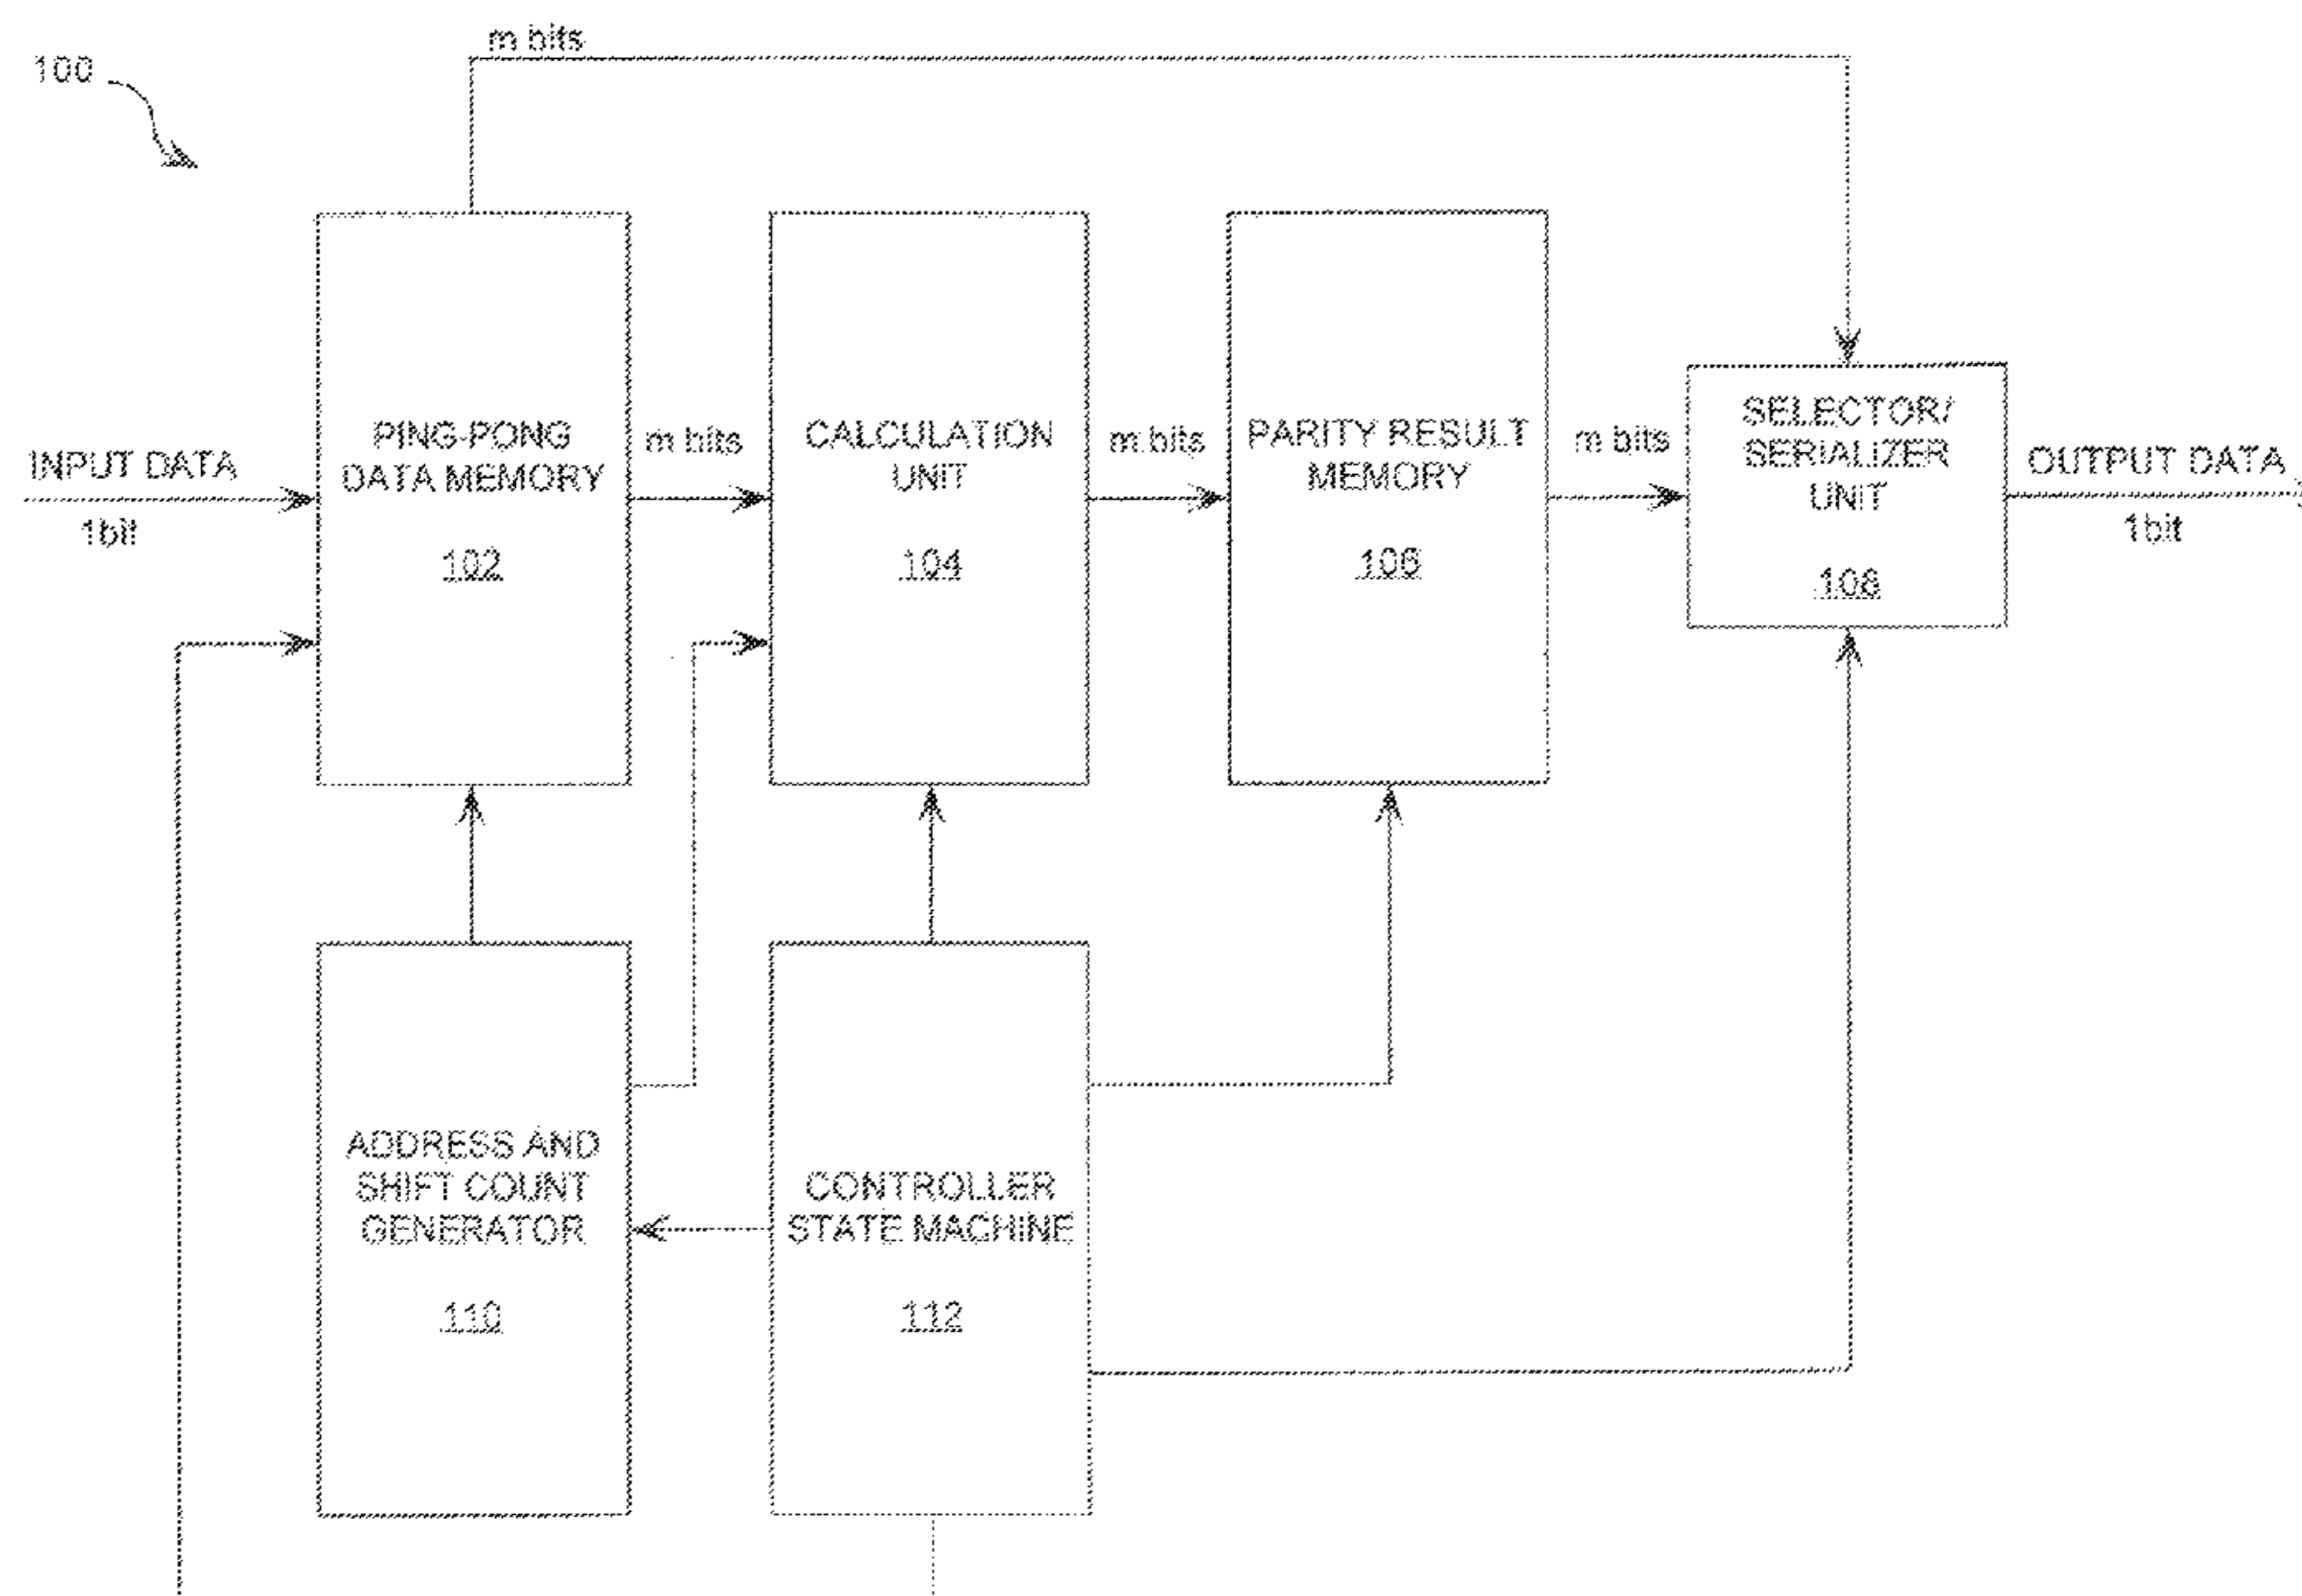 m bits
100
PING-PONG
DATA MEMORY
102
CALCULATION
UNIT
104
PARITY RESULT
MEMORY
106
SELECTOR/
SERIALIZER
UNIT
108
INPUT DATA
1bit
m bits
m bits
m bits
OUTPUT DATA
1bit
ADDRESS AND
SHIFT COUNT
GENERATOR
110
CONTROLLER
STATE MACHINE
112